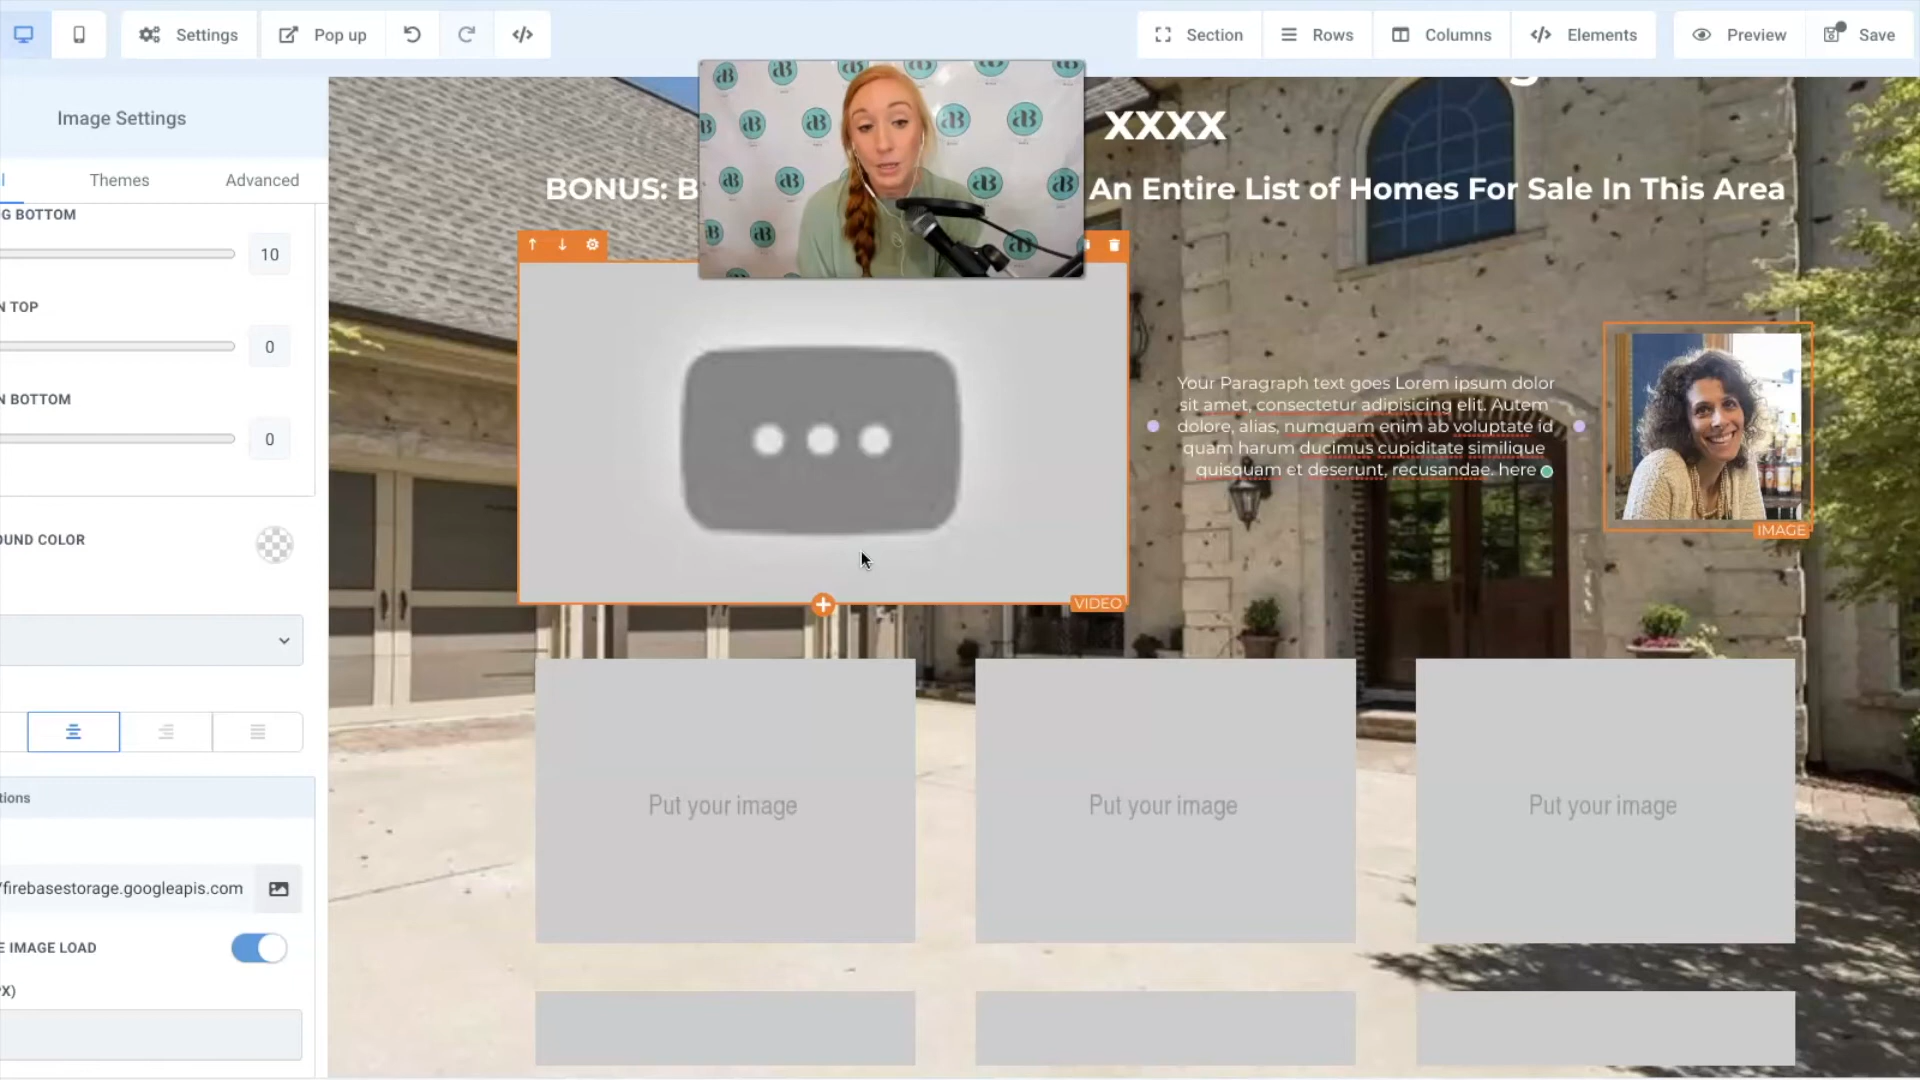 Settings
Pop up
Section
Rows
Columns
Elements
Preview
Save
Image Settings
Themes
Advanced
G BOTTOM
10
N TOP
0
N BOTTOM
0
OUND COLOR
tions
/firebasestorage.googleapis.com
E IMAGE LOAD
PX)
xxxx
BONUS: B
An Entire List of Homes For Sale In This Area
VIDEO
Your Paragraph text goes Lorem ipsum dolor
sit amet, consectetur adipisicing elit. Autem
dolore, alias, numquam enim ab voluptate id
quam harum ducimus cupiditate similique
quisquam et deserunt, recusandae. here
IMAGE
Put your image
Put your image
Put your image